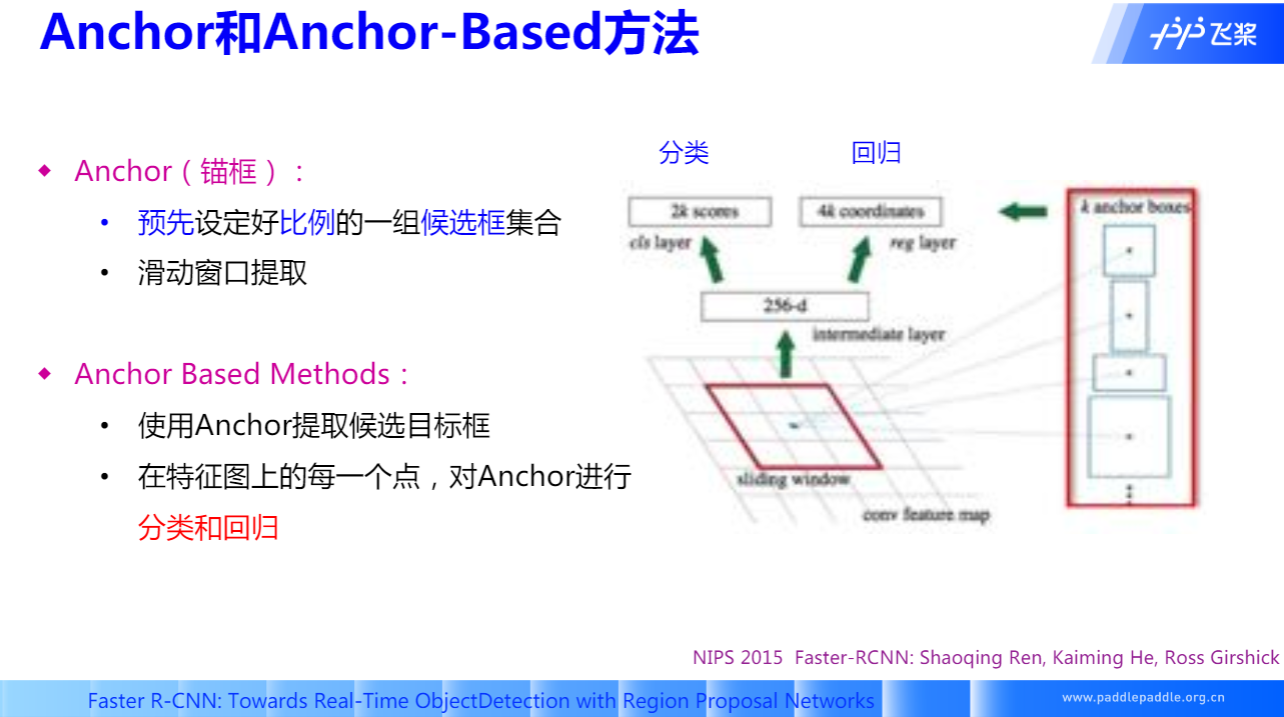 Anchor和Anchor-Based方法
飞桨
Anchor（锚框）：
预先设定好比例的一组候选框集合
滑动窗口提取
Anchor Based Methods：
使用Anchor提取候选目标框
在特征图上的每一个点，对Anchor进行
分类和回归
分类
回归
2k scores
4k coordinates
k anchor boxes
cls layer
reg layer
256-d
intermediate layer
sliding window
conv feature map
NIPS 2015 Faster-RCNN: Shaoqing Ren, Kaiming He, Ross Girshick
Faster R-CNN: Towards Real-Time ObjectDetection with Region Proposal Networks
www.paddlepaddle.org.cn